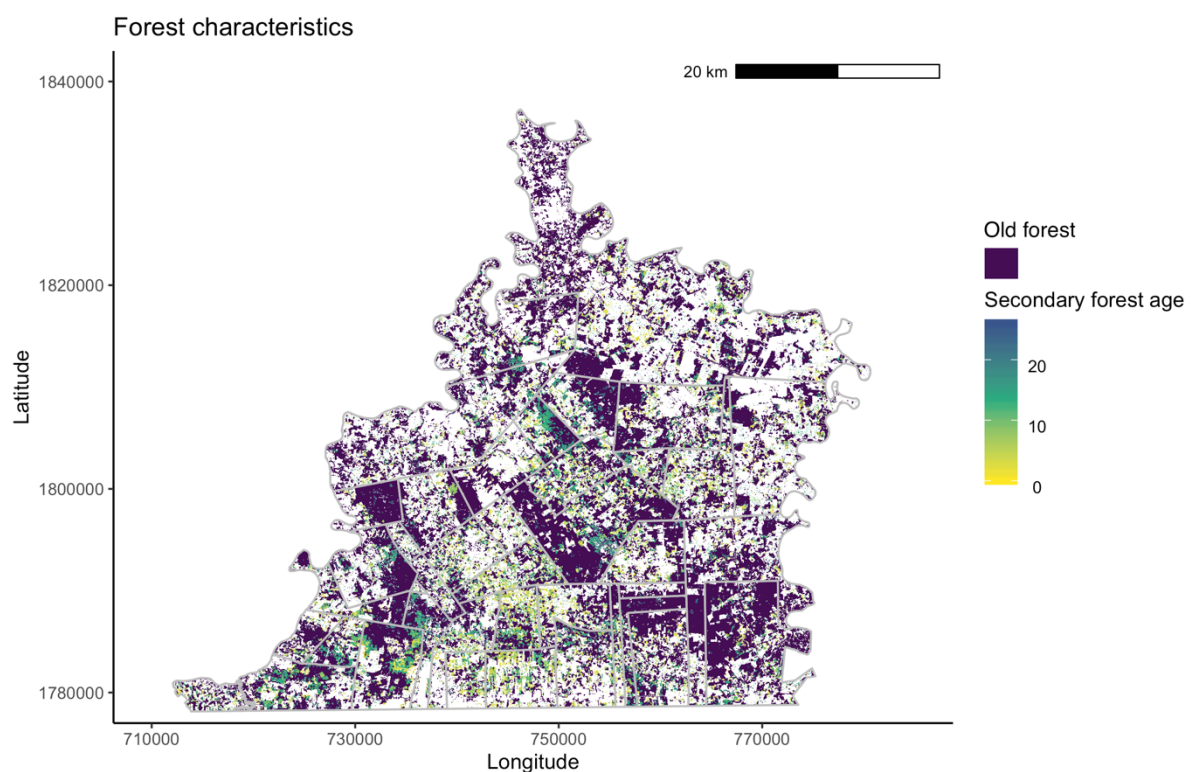 Forest characteristics
20 km
1840000
1820000
1800000
1780000
Latitude
710000
730000
750000
770000
Longitude
Old forest
Secondary forest age
20
10
0